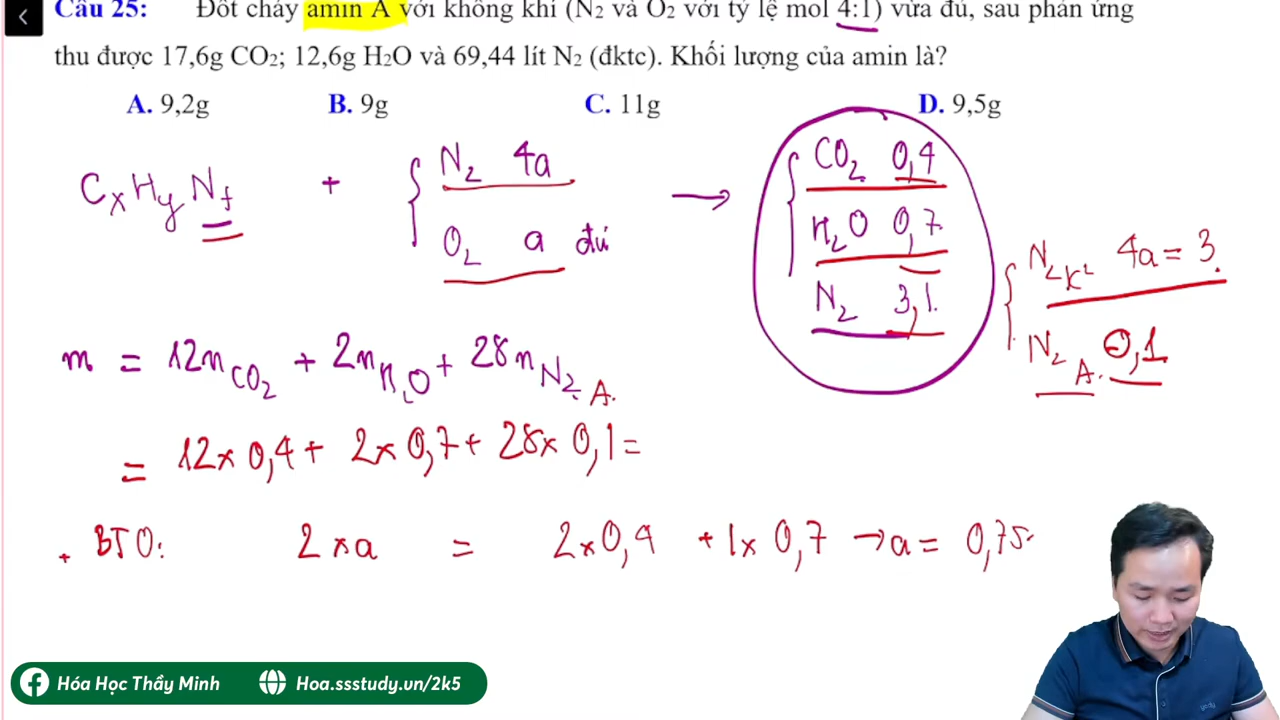 Câu 25: Đốt cháy amin A với không khí (N₂ và O₂ với tỷ lệ mol 4:1) vừa đủ, sau phản ứng
thu được 17,6g CO₂; 12,6g H₂O và 69,44 lít N₂ (đktc). Khối lượng của amin là?
A. 9,2g B. 9g C. 11g D. 9,5g
CxHyNt + { N₂ 4a
O₂ a đủ
→ { CO₂ 0,4
H₂O 0,7
N₂ 3,1
{ N₂ K² 4a = 3
N₂ A. 0,1
m = 12nCO₂ + 2nH₂O + 28nN₂ A.
= 12×0,4 + 2×0,7 + 28×0,1 =
+ BTO: 2×a = 2×0,4 + 1×0,7 → a = 0,75
Hóa Học Thầy Minh
Hoa.ssstudy.vn/2k5
yody